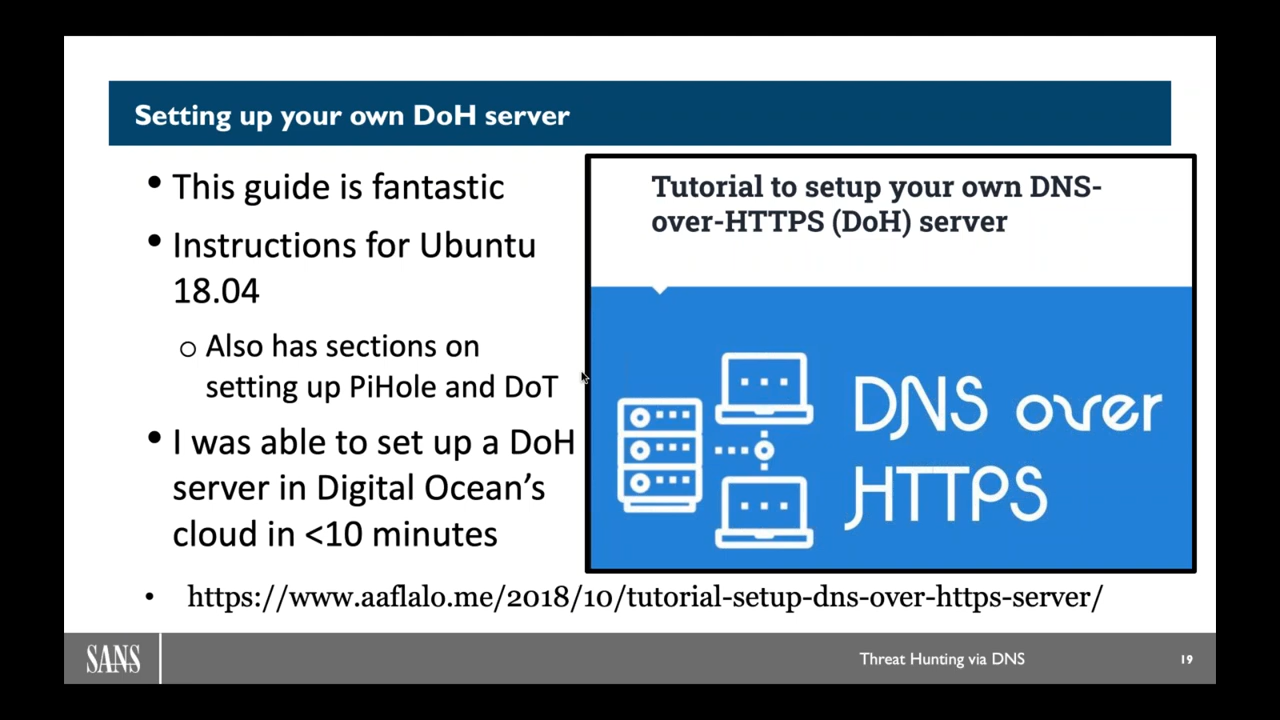 Setting up your own DoH server
• This guide is fantastic
• Instructions for Ubuntu
18.04
o Also has sections on
setting up PiHole and DoT
• I was able to set up a DoH
server in Digital Ocean’s
cloud in <10 minutes
Tutorial to setup your own DNS-
over-HTTPS (DoH) server
DNS over
HTTPS
• https://www.aaflalo.me/2018/10/tutorial-setup-dns-over-https-server/
SANS
Threat Hunting via DNS
19